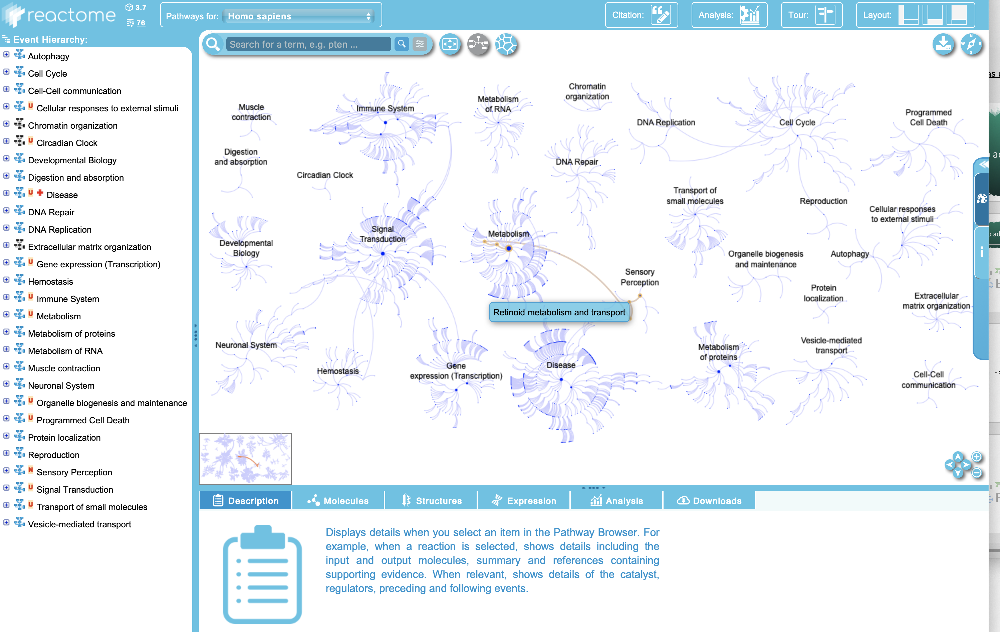 reactome
3.7
76
Pathways for:
Homo sapiens
Citation:
Analysis:
Tour:
Layout:
Event Hierarchy:
Autophagy
Cell Cycle
Cell-Cell communication
U Cellular responses to external stimuli
Chromatin organization
U Circadian Clock
Developmental Biology
Digestion and absorption
U Disease
DNA Repair
DNA Replication
Extracellular matrix organization
U Gene expression (Transcription)
Hemostasis
U Immune System
U Metabolism
Metabolism of proteins
Metabolism of RNA
Muscle contraction
Neuronal System
U Organelle biogenesis and maintenance
U Programmed Cell Death
Protein localization
Reproduction
N Sensory Perception
U Signal Transduction
U Transport of small molecules
Vesicle-mediated transport
Search for a term, e.g. pten ...
N
W E
S
Muscle
contraction
Immune System
Metabolism
of RNA
Chromatin
organization
DNA Replication
Cell Cycle
Programmed
Cell Death
Digestion
and absorption
Circadian Clock
DNA Repair
Transport of
small molecules
Reproduction
Cellular responses
to external stimuli
Developmental
Biology
Signal
Transduction
Metabolism
Organelle biogenesis
and maintenance
Autophagy
Sensory
Perception
Protein
localization
Extracellular
matrix organization
Retinoid metabolism and transport
Neuronal System
Hemostasis
Gene
expression (Transcription)
Disease
Metabolism
of proteins
Vesicle-mediated
transport
Cell-Cell
communication
i
Description
Molecules
Structures
Expression
Analysis
Downloads
Displays details when you select an item in the Pathway Browser. For
example, when a reaction is selected, shows details including the
input and output molecules, summary and references containing
supporting evidence. When relevant, shows details of the catalyst,
regulators, preceding and following events.